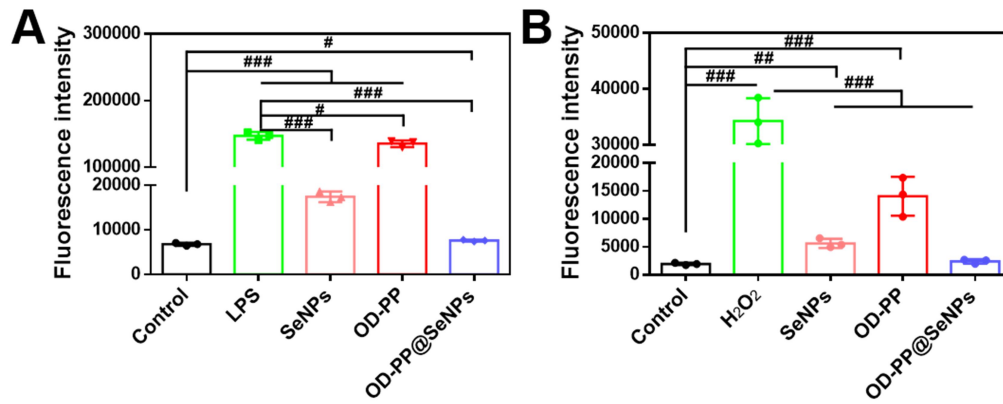 A
Fluorescence intensity
300000
200000
100000
20000
10000
0
#
###
###
#
###
Control
LPS
SeNPs
OD-PP
OD-PP@SeNPs
B
Fluorescence intensity
50000
40000
30000
20000
15000
10000
5000
0
###
##
###
###
Control
H₂O₂
SeNPs
OD-PP
OD-PP@SeNPs